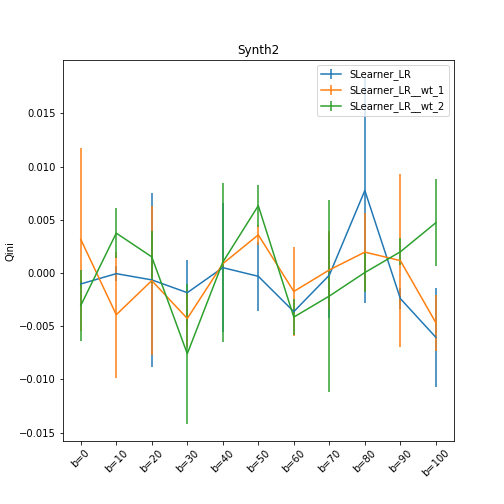 Synth2
SLearner_LR
SLearner_LR__wt_1
SLearner_LR__wt_2
Qini
0.015
0.010
0.005
0.000
−0.005
−0.010
−0.015
b=0
b=10
b=20
b=30
b=40
b=50
b=60
b=70
b=80
b=90
b=100